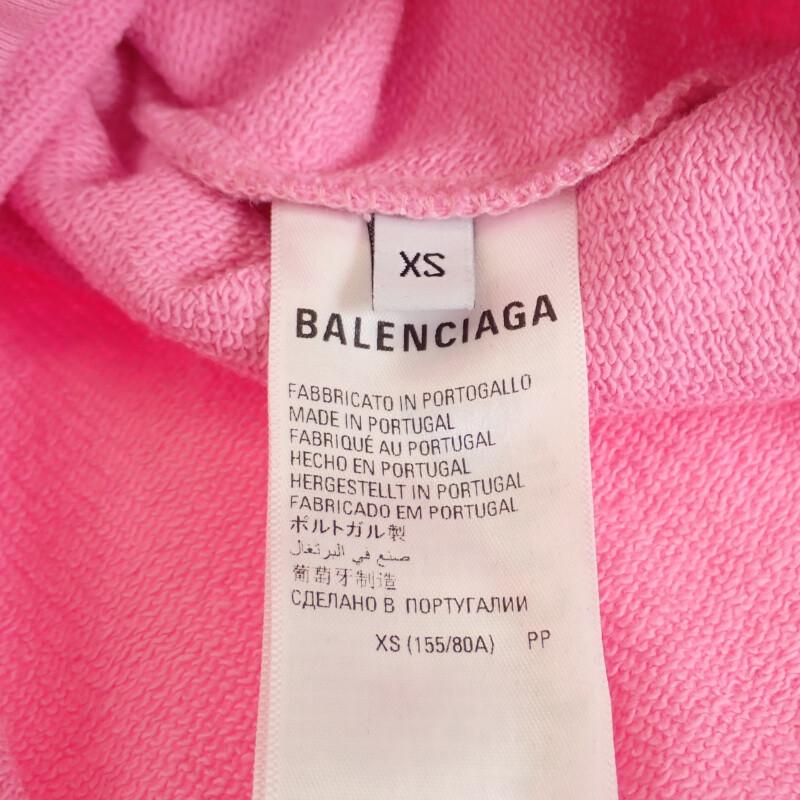 XS
BALENCIAGA
FABBRICATO IN PORTOGALLO
MADE IN PORTUGAL
FABRIQUÉ AU PORTUGAL
HECHO EN PORTUGAL
HERGESTELLT IN PORTUGAL
FABRICADO EM PORTUGAL
ポルトガル製
صنع في البرتغال
葡萄牙制造
СДЕЛАНО В ПОРТУГАЛИИ
XS (155/80A) PP